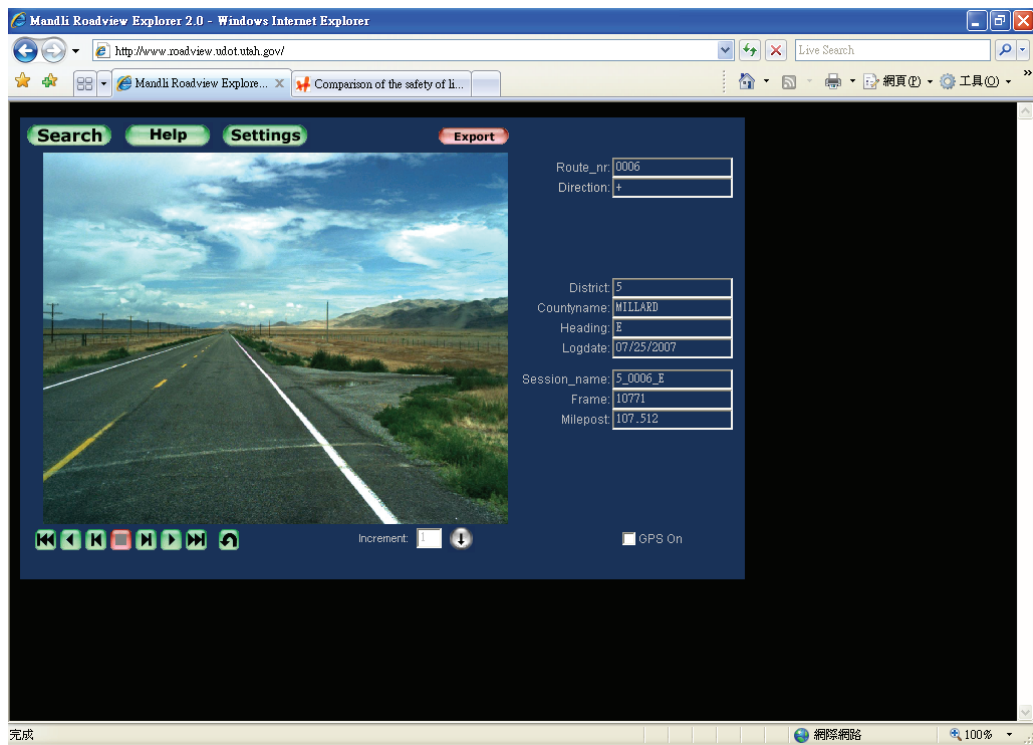 Mandli Roadview Explorer 2.0 - Windows Internet Explorer
http://www.roadview.udot.utah.gov/
Live Search
Mandli Roadview Explore... X
Comparison of the safety of li...
網頁(P)
工具(O)
»
Search Help Settings Export
Route_nr: 0006
Direction: +
District: 5
Countyname: MILLARD
Heading: E
Logdate: 07/25/2007
Session_name: 5_0006_E
Frame: 10771
Milepost: 107.512
Increment: 1
GPS On
完成
網際網路
100%